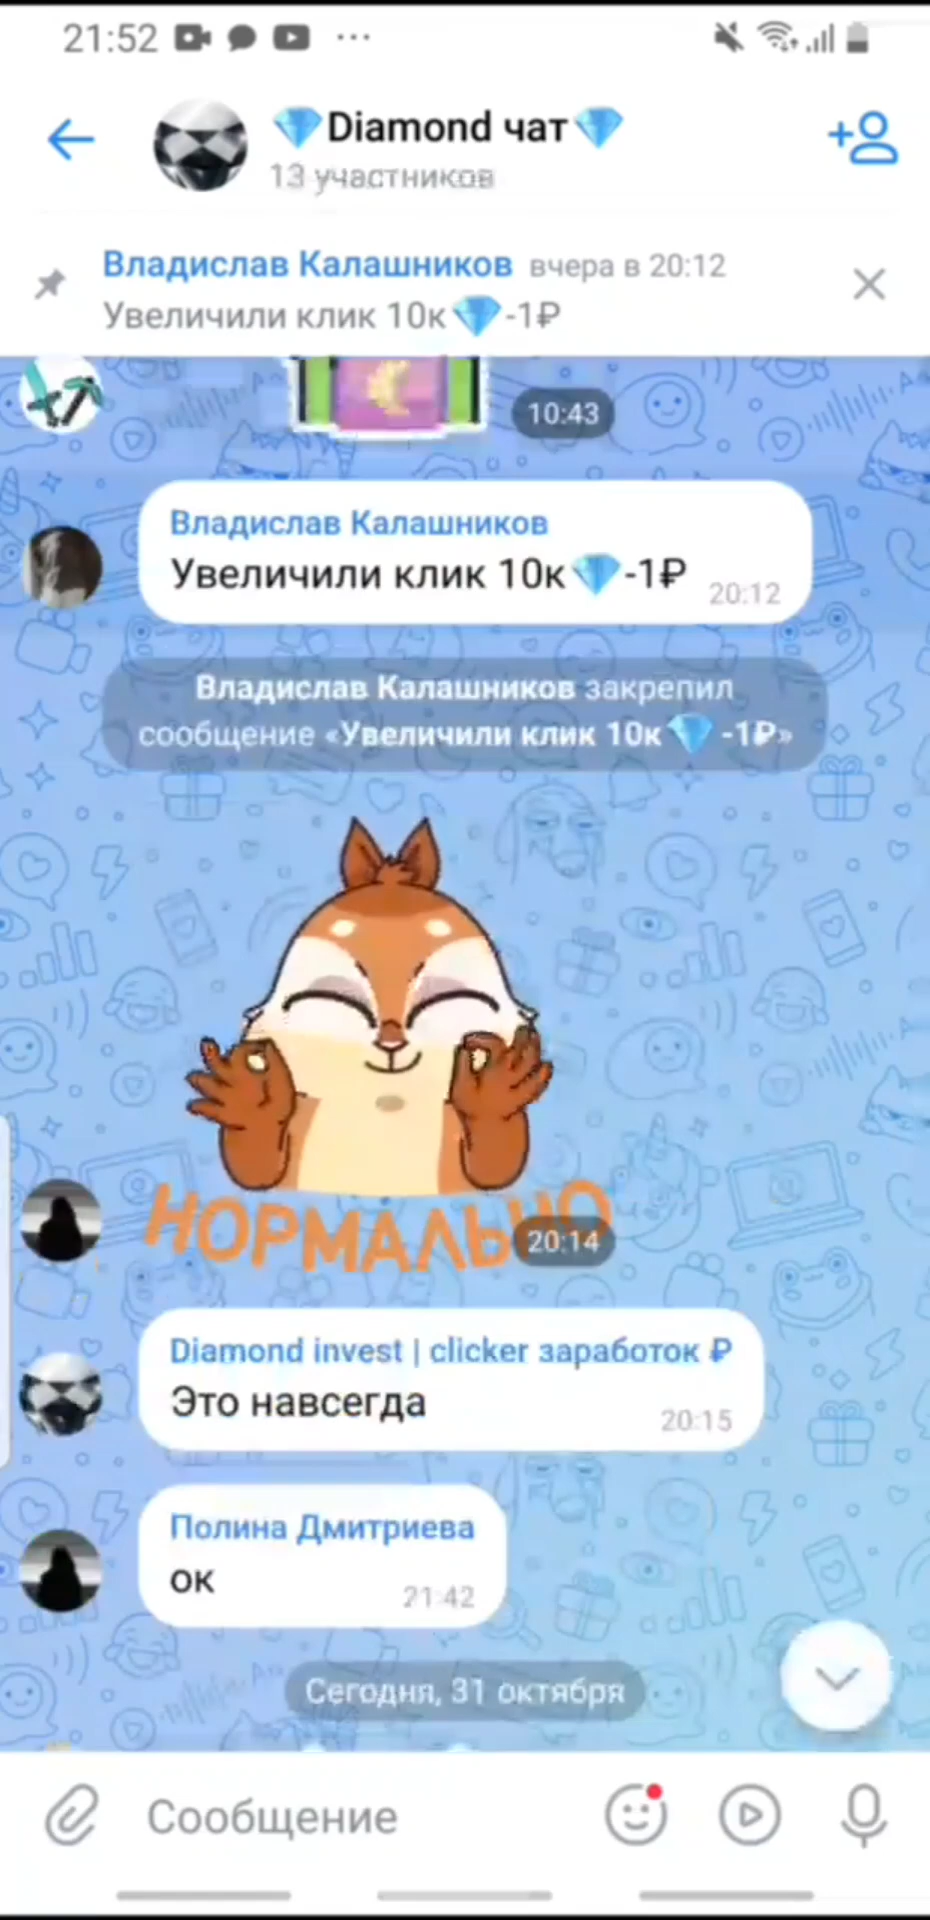 21:52
💎Diamond чат💎
13 участников
Владислав Калашников вчера в 20:12
Увеличили клик 10к💎-1₽
10:43
Владислав Калашников
Увеличили клик 10к💎-1₽
20:12
Владислав Калашников закрепил
сообщение «Увеличили клик 10к💎 -1₽»
НОРМАЛЬНО
20:14
Diamond invest | clicker заработок ₽
Это навсегда
20:15
Полина Дмитриева
ок
21:42
Сегодня, 31 октября
Сообщение